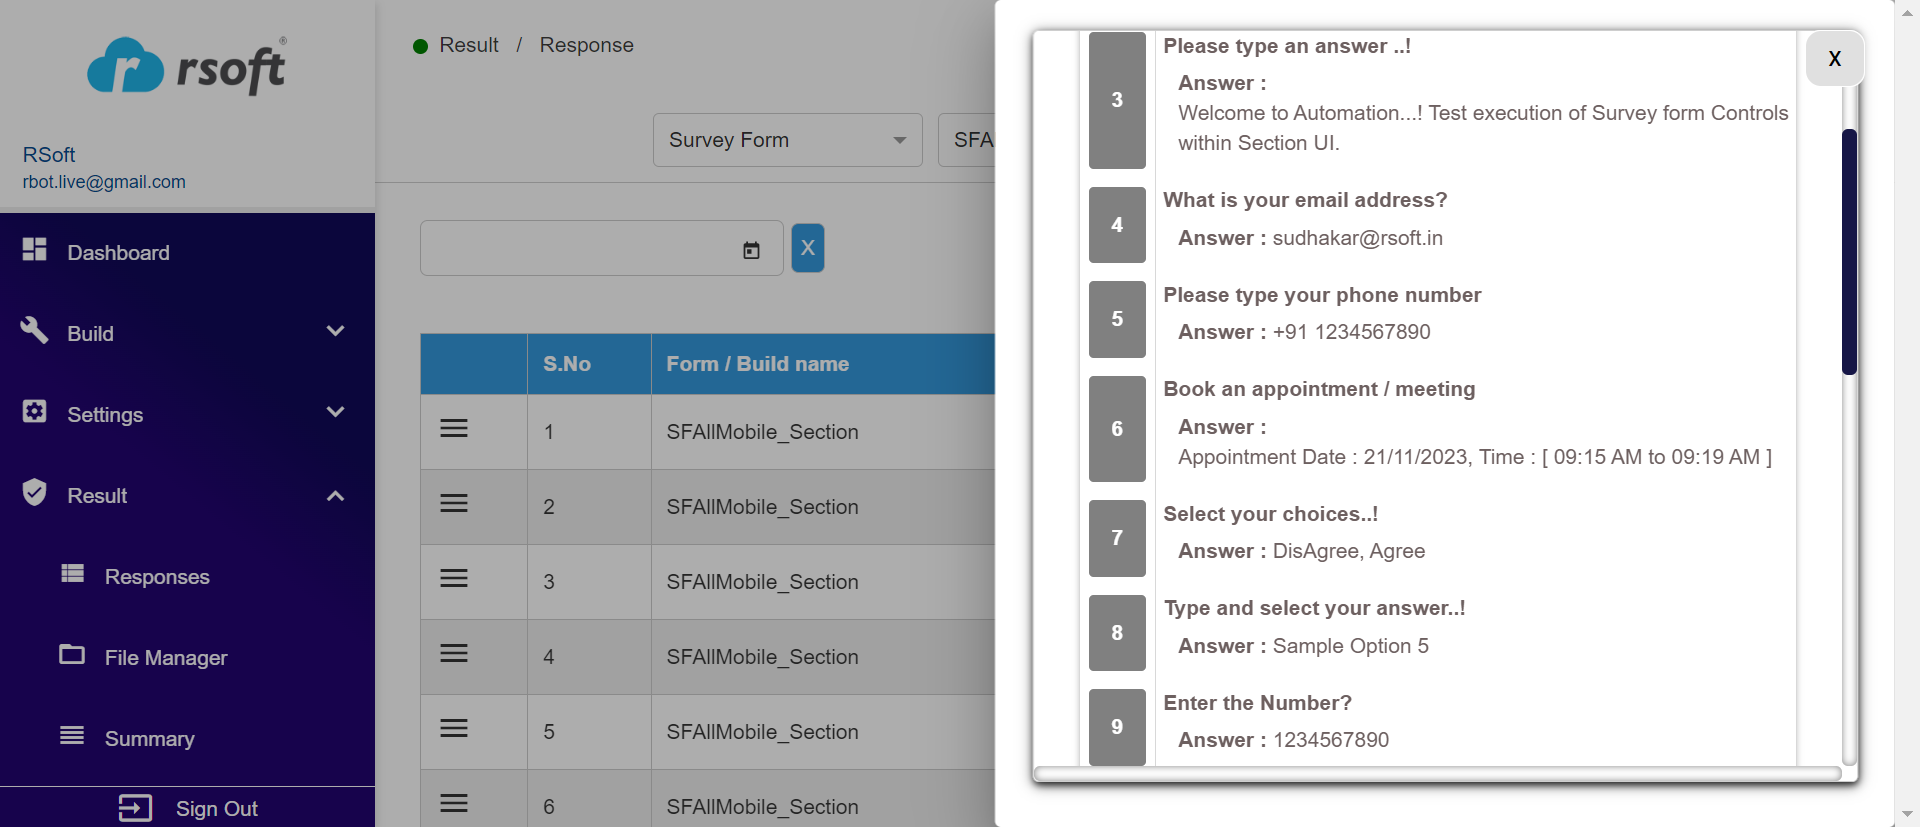 rsoft
®
RSoft
rbot.live@gmail.com
Dashboard
Build
Settings
Result
Responses
File Manager
Summary
Sign Out
Result / Response
Survey Form
SFA
X
S.No Form / Build name
1 SFAllMobile_Section
2 SFAllMobile_Section
3 SFAllMobile_Section
4 SFAllMobile_Section
5 SFAllMobile_Section
6 SFAllMobile_Section
X
3 Please type an answer ..!
Answer :
Welcome to Automation...! Test execution of Survey form Controls
within Section UI.
4 What is your email address?
Answer : sudhakar@rsoft.in
5 Please type your phone number
Answer : +91 1234567890
6 Book an appointment / meeting
Answer :
Appointment Date : 21/11/2023, Time : [ 09:15 AM to 09:19 AM ]
7 Select your choices..!
Answer : DisAgree, Agree
8 Type and select your answer..!
Answer : Sample Option 5
9 Enter the Number?
Answer : 1234567890